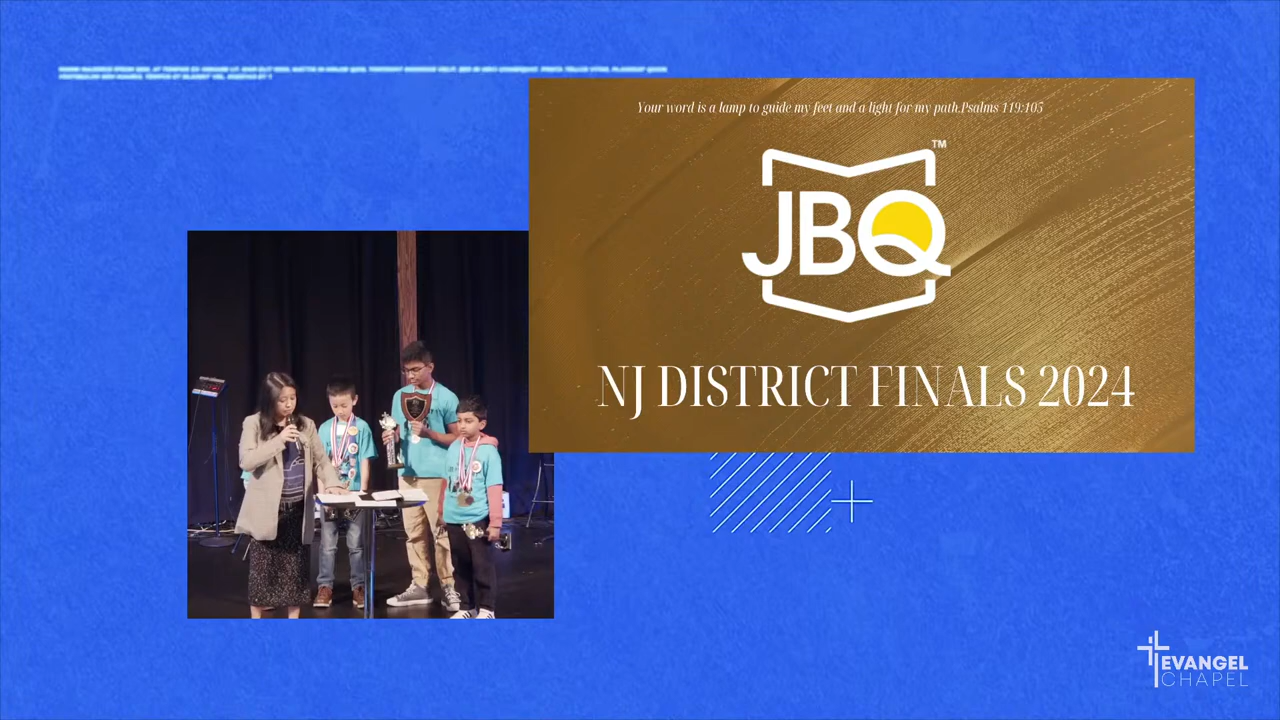 Your word is a lamp to guide my feet and a light for my path.Psalms 119:105
JBQ™
NJ DISTRICT FINALS 2024
EVANGEL
CHAPEL